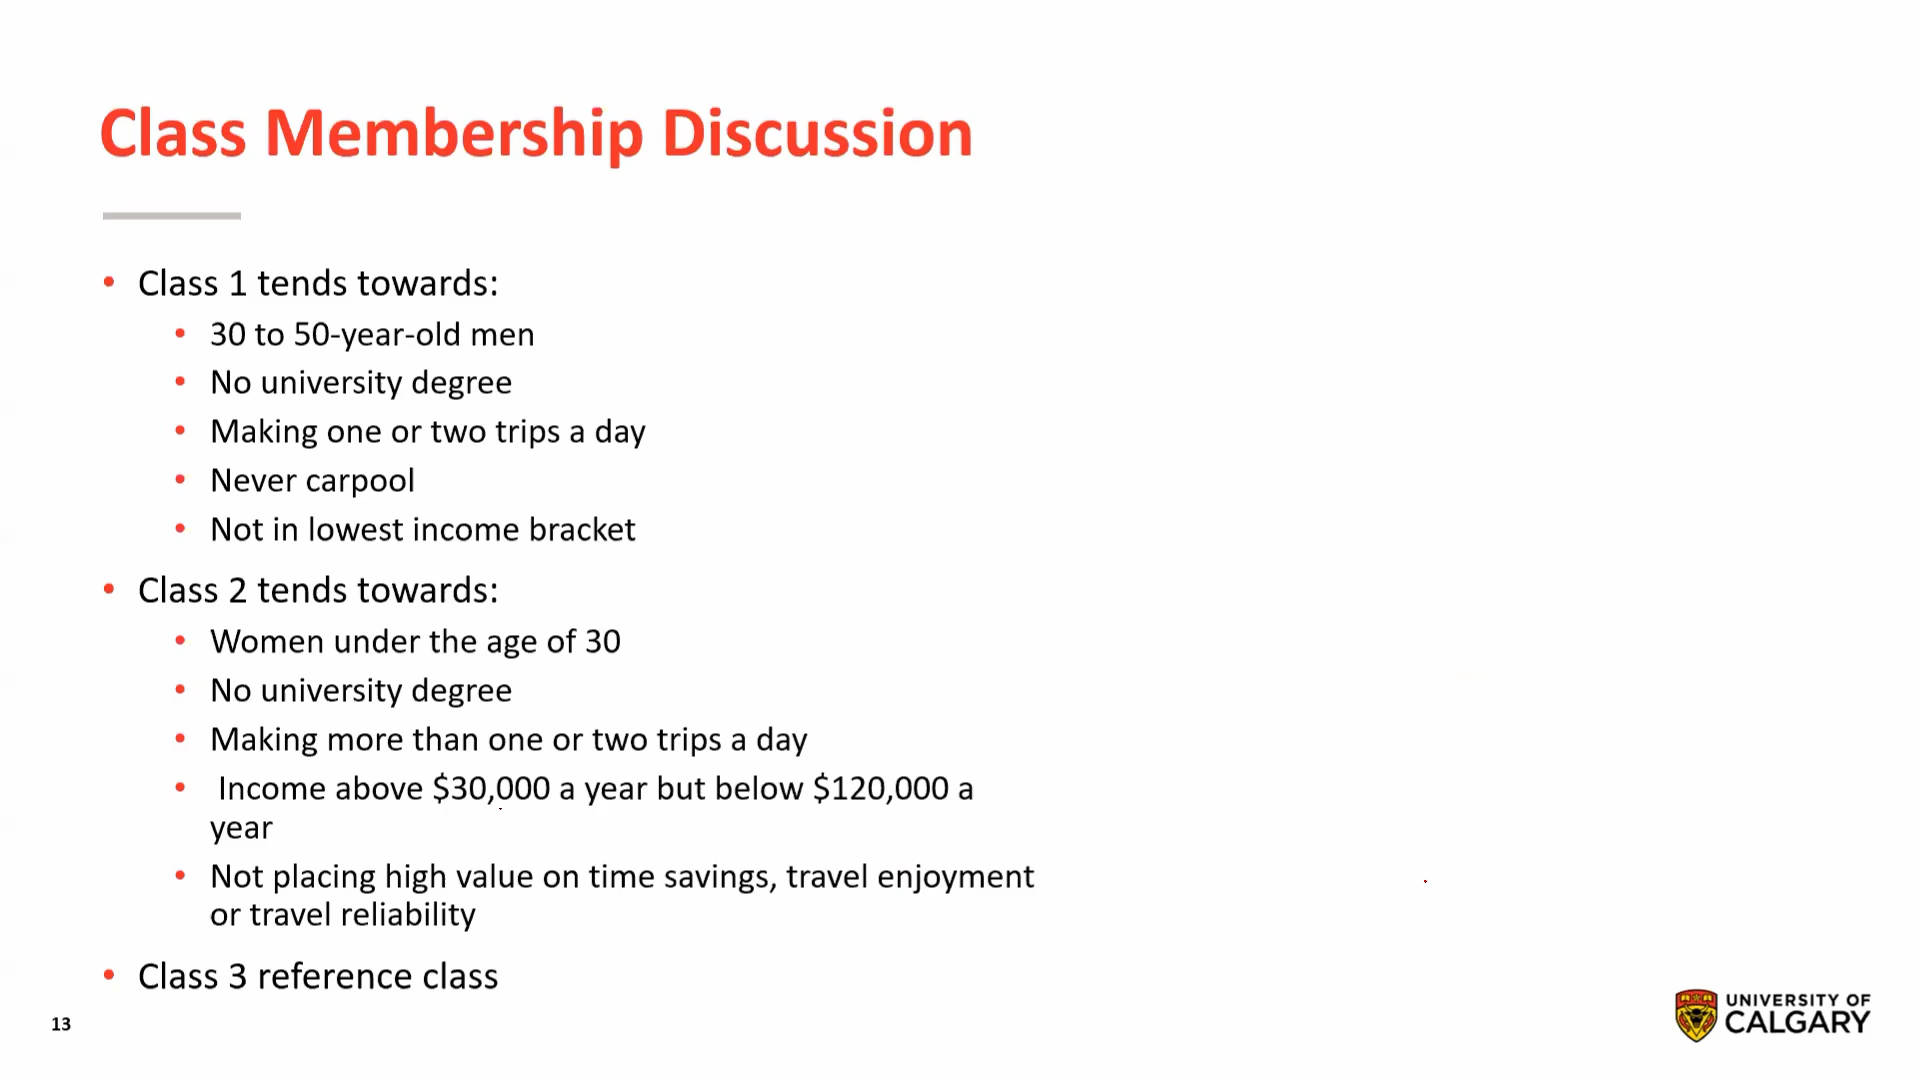 Class Membership Discussion
• Class 1 tends towards:
• 30 to 50-year-old men
• No university degree
• Making one or two trips a day
• Never carpool
• Not in lowest income bracket
• Class 2 tends towards:
• Women under the age of 30
• No university degree
• Making more than one or two trips a day
• Income above $30,000 a year but below $120,000 a
year
• Not placing high value on time savings, travel enjoyment
or travel reliability
• Class 3 reference class
13
UNIVERSITY OF
CALGARY